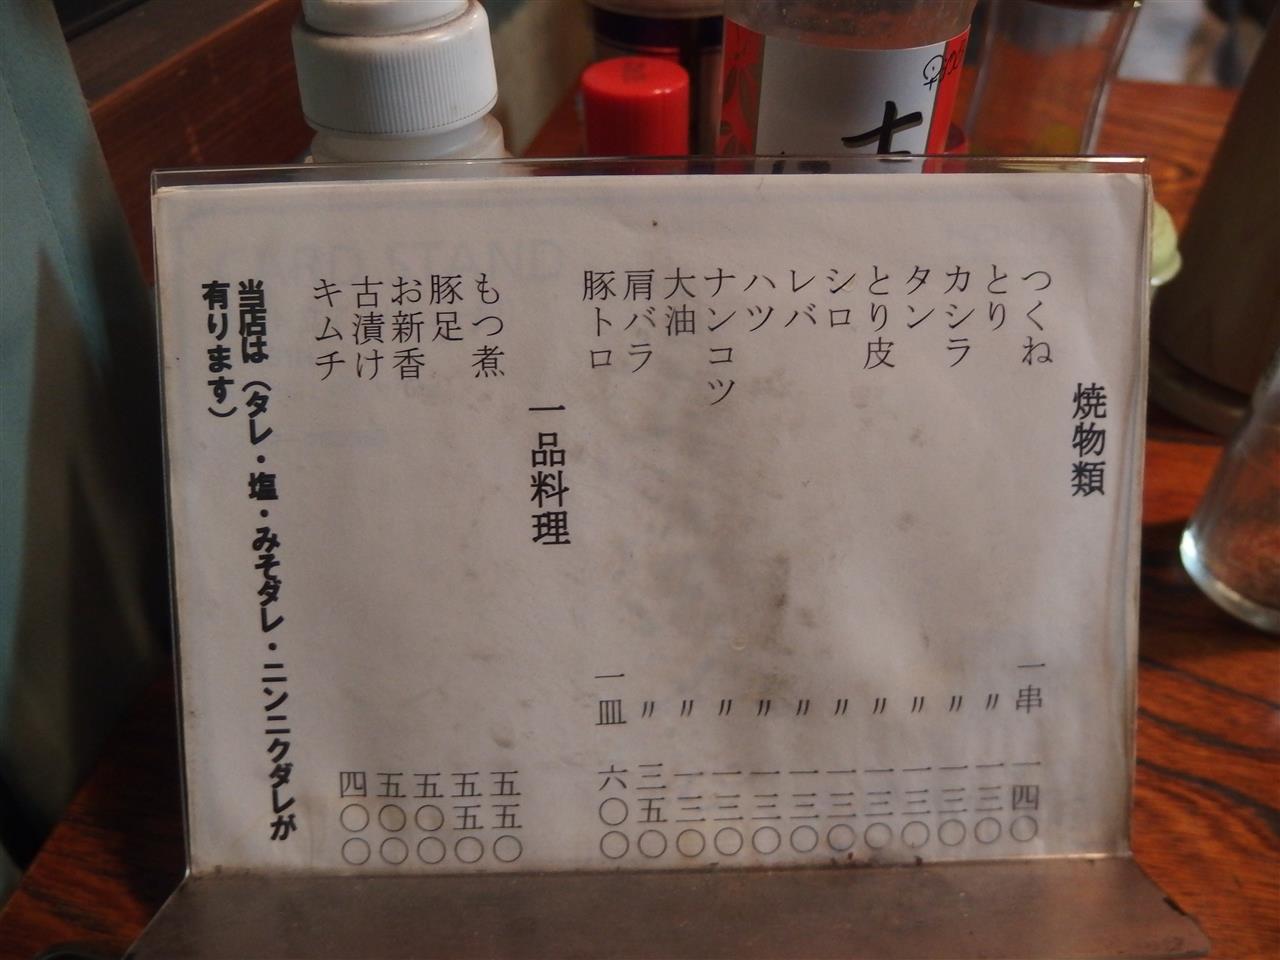 焼物類
つくね 一串 一四〇
とり 〃 一三〇
カシラ 〃 一三〇
タン 〃 一三〇
とり皮 〃 一三〇
シロ 〃 一三〇
レバ 〃 一三〇
ハツ 〃 一三〇
ナンコツ 〃 一三〇
大油 〃 一三〇
肩バラ 〃 三五〇
豚トロ 一皿 六〇〇
一品料理
もつ煮 五五〇
豚足 五五〇
お新香 五〇〇
古漬け 五〇〇
キムチ 四〇〇
当店は（タレ・塩・みそダレ・ニンニクダレが
有ります）